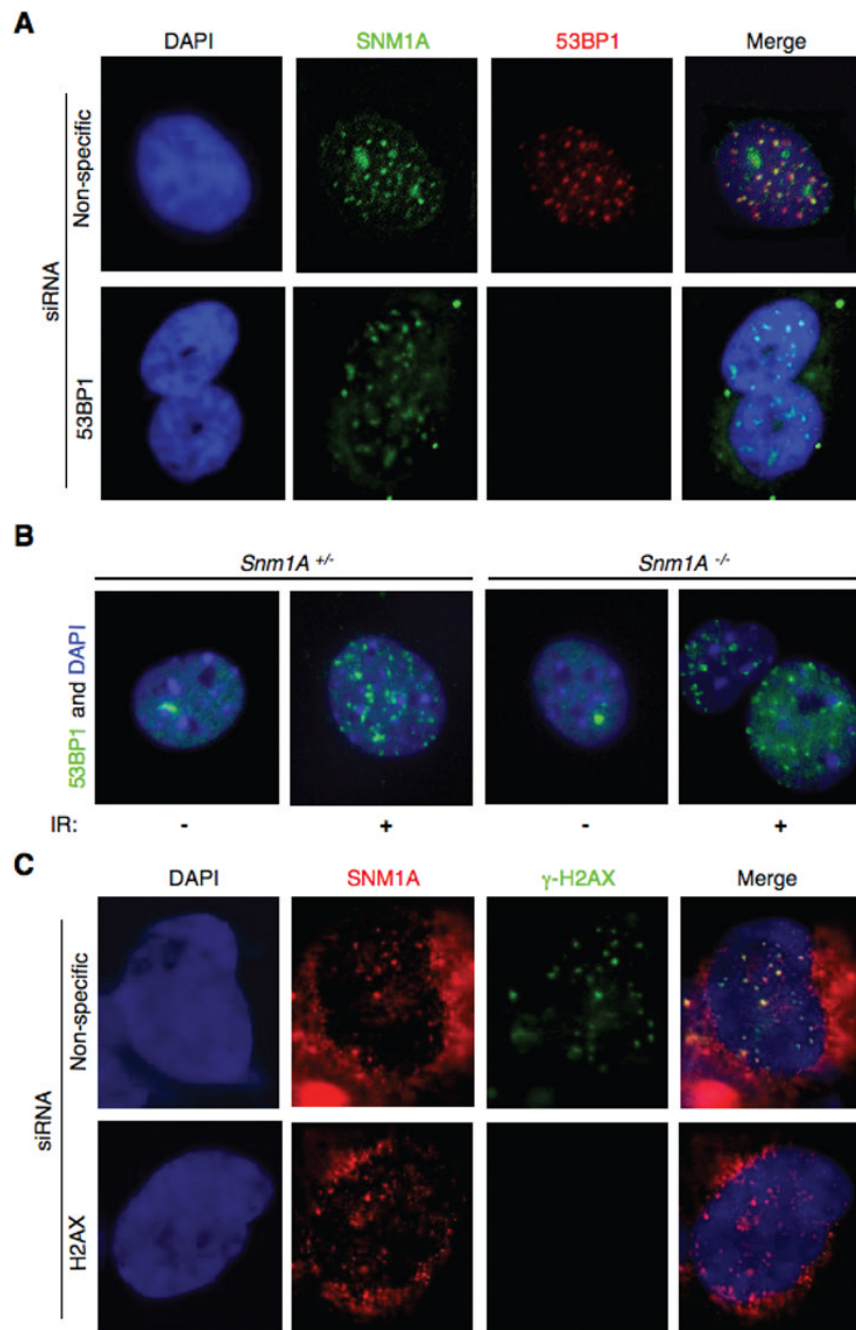 A
DAPI SNM1A 53BP1 Merge
siRNA
Non-specific
53BP1
B
Snm1A +/- Snm1A -/-
53BP1 and DAPI
IR: - + - +
C
DAPI SNM1A γ-H2AX Merge
siRNA
Non-specific
H2AX